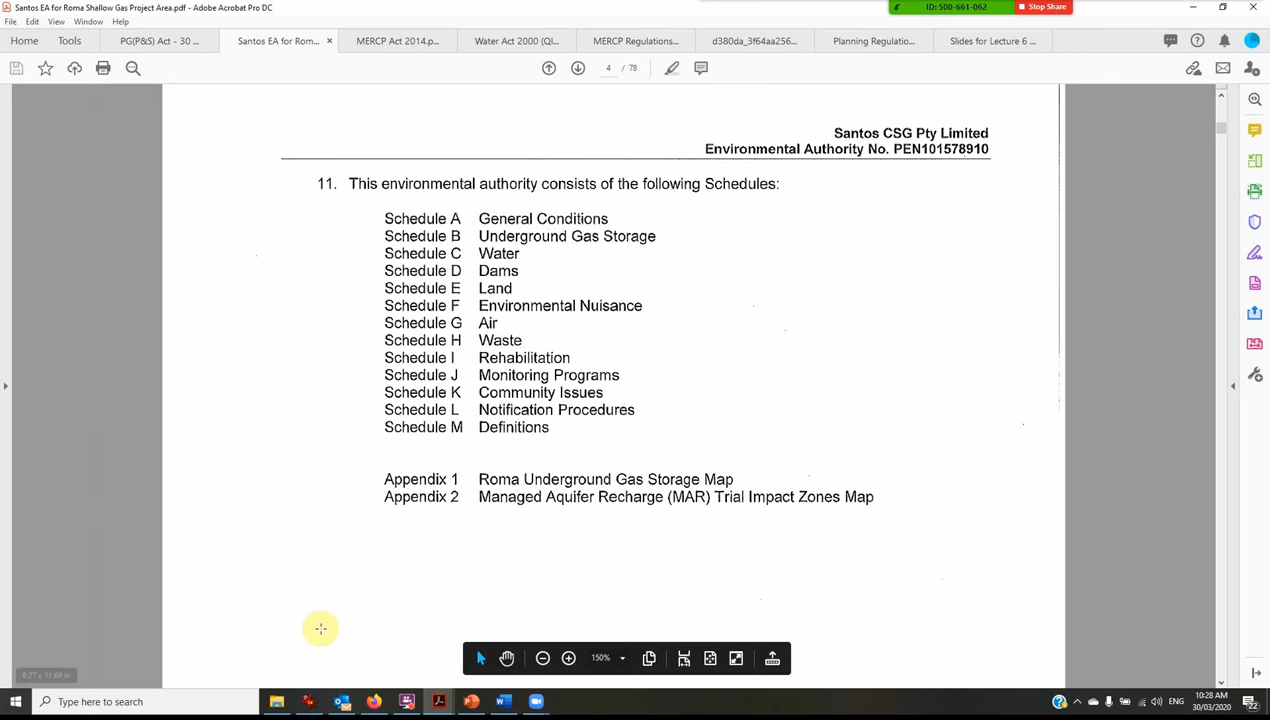 Santos EA for Roma Shallow Gas Project Area.pdf - Adobe Acrobat Pro DC
ID: 500-661-062
Stop Share
File Edit View Window Help
Home Tools PG(P&S) Act - 30 ... Santos EA for Rom... × MERCP Act 2014.p... Water Act 2000 (Ql... MERCP Regulations... d380da_3f64aa256... Planning Regulatio... Slides for Lecture 6 ...
4 / 78
Santos CSG Pty Limited
Environmental Authority No. PEN101578910
11. This environmental authority consists of the following Schedules:
Schedule A General Conditions
Schedule B Underground Gas Storage
Schedule C Water
Schedule D Dams
Schedule E Land
Schedule F Environmental Nuisance
Schedule G Air
Schedule H Waste
Schedule I Rehabilitation
Schedule J Monitoring Programs
Schedule K Community Issues
Schedule L Notification Procedures
Schedule M Definitions
Appendix 1 Roma Underground Gas Storage Map
Appendix 2 Managed Aquifer Recharge (MAR) Trial Impact Zones Map
150%
8.27 x 11.69 in
Type here to search
ENG
10:28 AM
30/03/2020
22